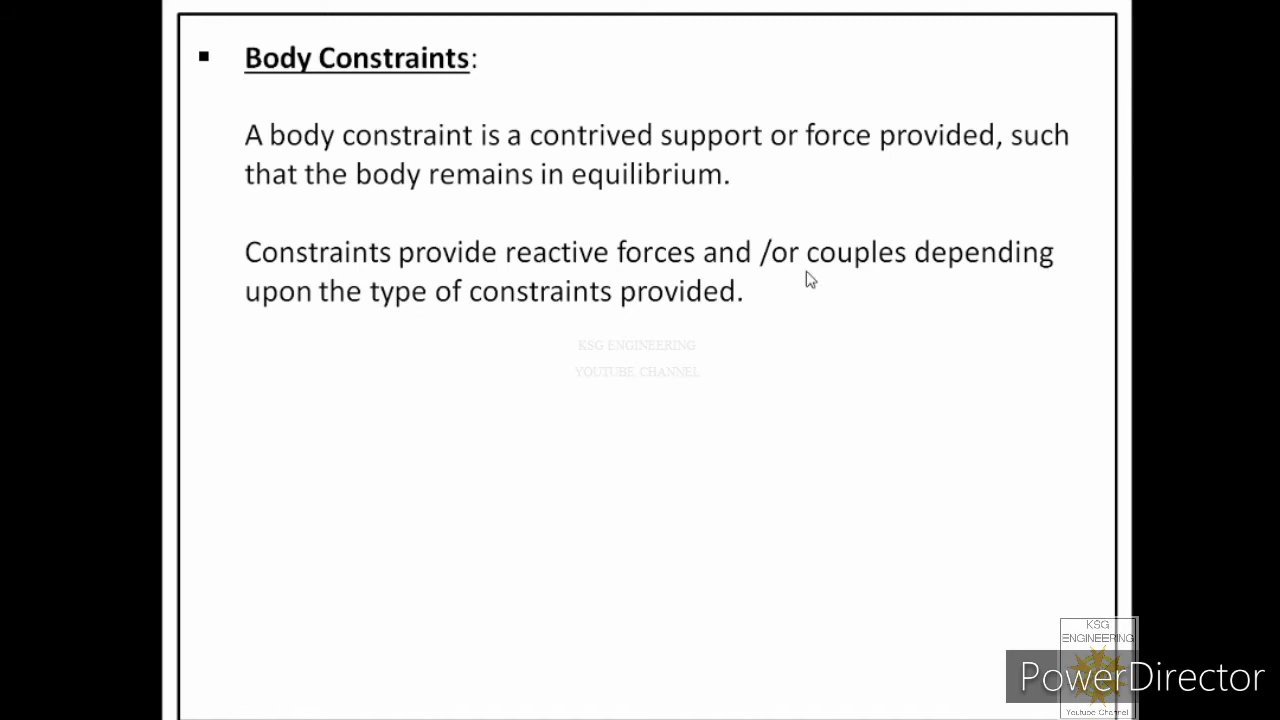 ▪ Body Constraints:
A body constraint is a contrived support or force provided, such
that the body remains in equilibrium.
Constraints provide reactive forces and /or couples depending
upon the type of constraints provided.
KSG ENGINEERING
YOUTUBE CHANNEL
KSG
ENGINEERING
PowerDirector
Youtube Channel